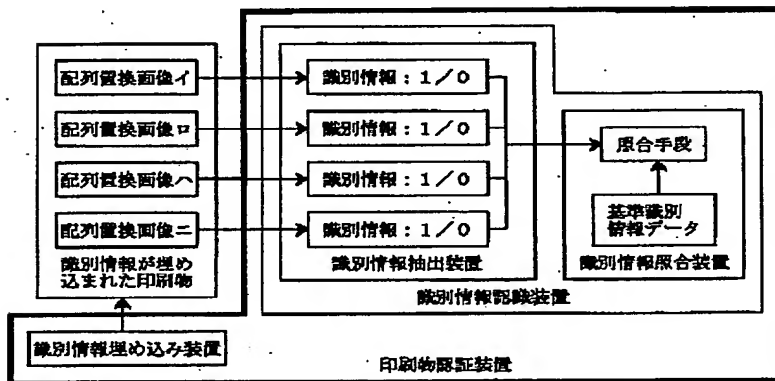 配列置換画像イ
配列置換画像ロ
配列置換画像ハ
配列置換画像ニ
識別情報が埋め
込まれた印刷物
識別情報埋め込み装置
識別情報：1／0
識別情報：1／0
識別情報：1／0
識別情報：1／0
識別情報抽出装置
照合手段
基準識別
情報データ
識別情報照合装置
識別情報認識装置
印刷物認証装置